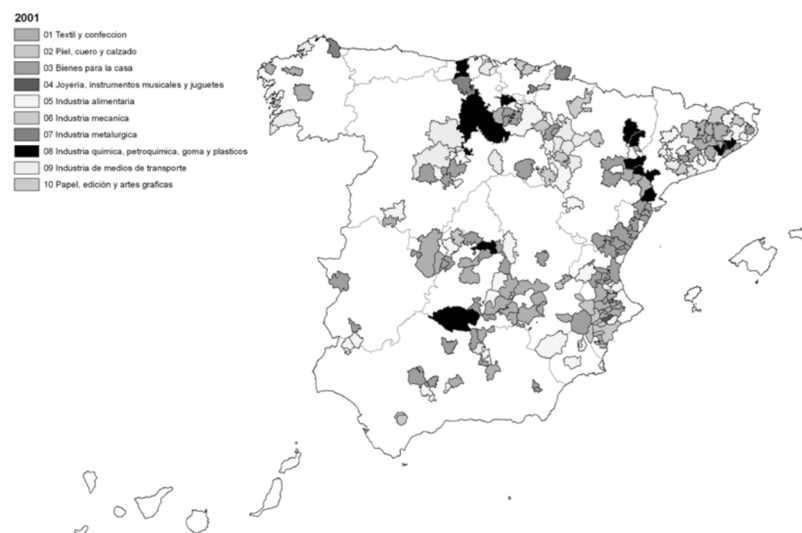 2001
01 Textil y confeccion
02 Piel, cuero y calzado
03 Bienes para la casa
04 Joyería, instrumentos musicales y juguetes
05 Industria alimentaria
06 Industria mecanica
07 Industria metalurgica
08 Industria quimica, petroquimica, goma y plasticos
09 Industria de medios de transporte
10 Papel, edición y artes graficas